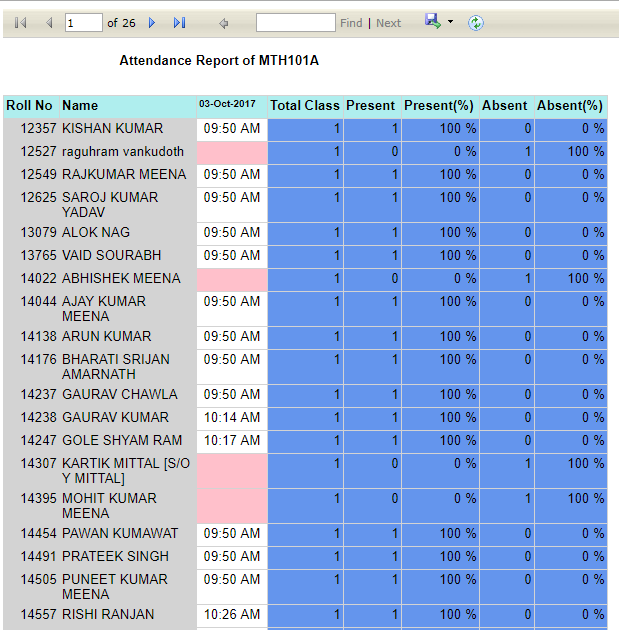 1 of 26 Find | Next
Attendance Report of MTH101A
Roll No Name 03-Oct-2017 Total Class Present Present(%) Absent Absent(%)
12357 KISHAN KUMAR 09:50 AM 1 1 100 % 0 0 %
12527 raguhram vankudoth 1 0 0 % 1 100 %
12549 RAJKUMAR MEENA 09:50 AM 1 1 100 % 0 0 %
12625 SAROJ KUMAR 09:50 AM 1 1 100 % 0 0 %
YADAV
13079 ALOK NAG 09:50 AM 1 1 100 % 0 0 %
13765 VAID SOURABH 09:50 AM 1 1 100 % 0 0 %
14022 ABHISHEK MEENA 1 0 0 % 1 100 %
14044 AJAY KUMAR 09:50 AM 1 1 100 % 0 0 %
MEENA
14138 ARUN KUMAR 09:50 AM 1 1 100 % 0 0 %
14176 BHARATI SRIJAN 09:50 AM 1 1 100 % 0 0 %
AMARNATH
14237 GAURAV CHAWLA 09:50 AM 1 1 100 % 0 0 %
14238 GAURAV KUMAR 10:14 AM 1 1 100 % 0 0 %
14247 GOLE SHYAM RAM 10:17 AM 1 1 100 % 0 0 %
14307 KARTIK MITTAL [S/O 1 0 0 % 1 100 %
Y MITTAL]
14395 MOHIT KUMAR 1 0 0 % 1 100 %
MEENA
14454 PAWAN KUMAWAT 09:50 AM 1 1 100 % 0 0 %
14491 PRATEEK SINGH 09:50 AM 1 1 100 % 0 0 %
14505 PUNEET KUMAR 09:50 AM 1 1 100 % 0 0 %
MEENA
14557 RISHI RANJAN 10:26 AM 1 1 100 % 0 0 %